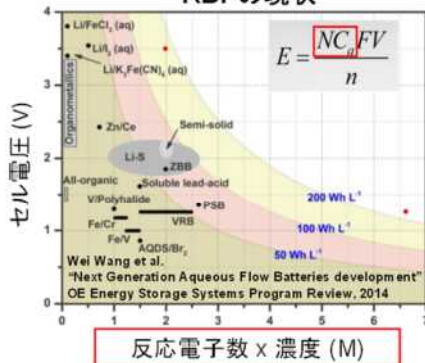 RBFの現状
セル電圧 (V)
4
3
2
1
0
Li/FeCl₂ (aq)
Li/I₂ (aq)
Li/K₃Fe(CN)₆ (aq)
Organometallics
Zn/Ce
Semi-solid
Li-S
ZBB
All-organic
Soluble lead-acid
V/Polyhalide
PSB
Fe/Cr
VRB
Fe/V
AQDS/Br₂
E = NCₐFV / n
200 Wh L⁻¹
100 Wh L⁻¹
50 Wh L⁻¹
Wei Wang et al.
“Next Generation Aqueous Flow Batteries development”
OE Energy Storage Systems Program Review, 2014
0 1 2 3 4 5 6 7
反応電子数 x 濃度 (M)